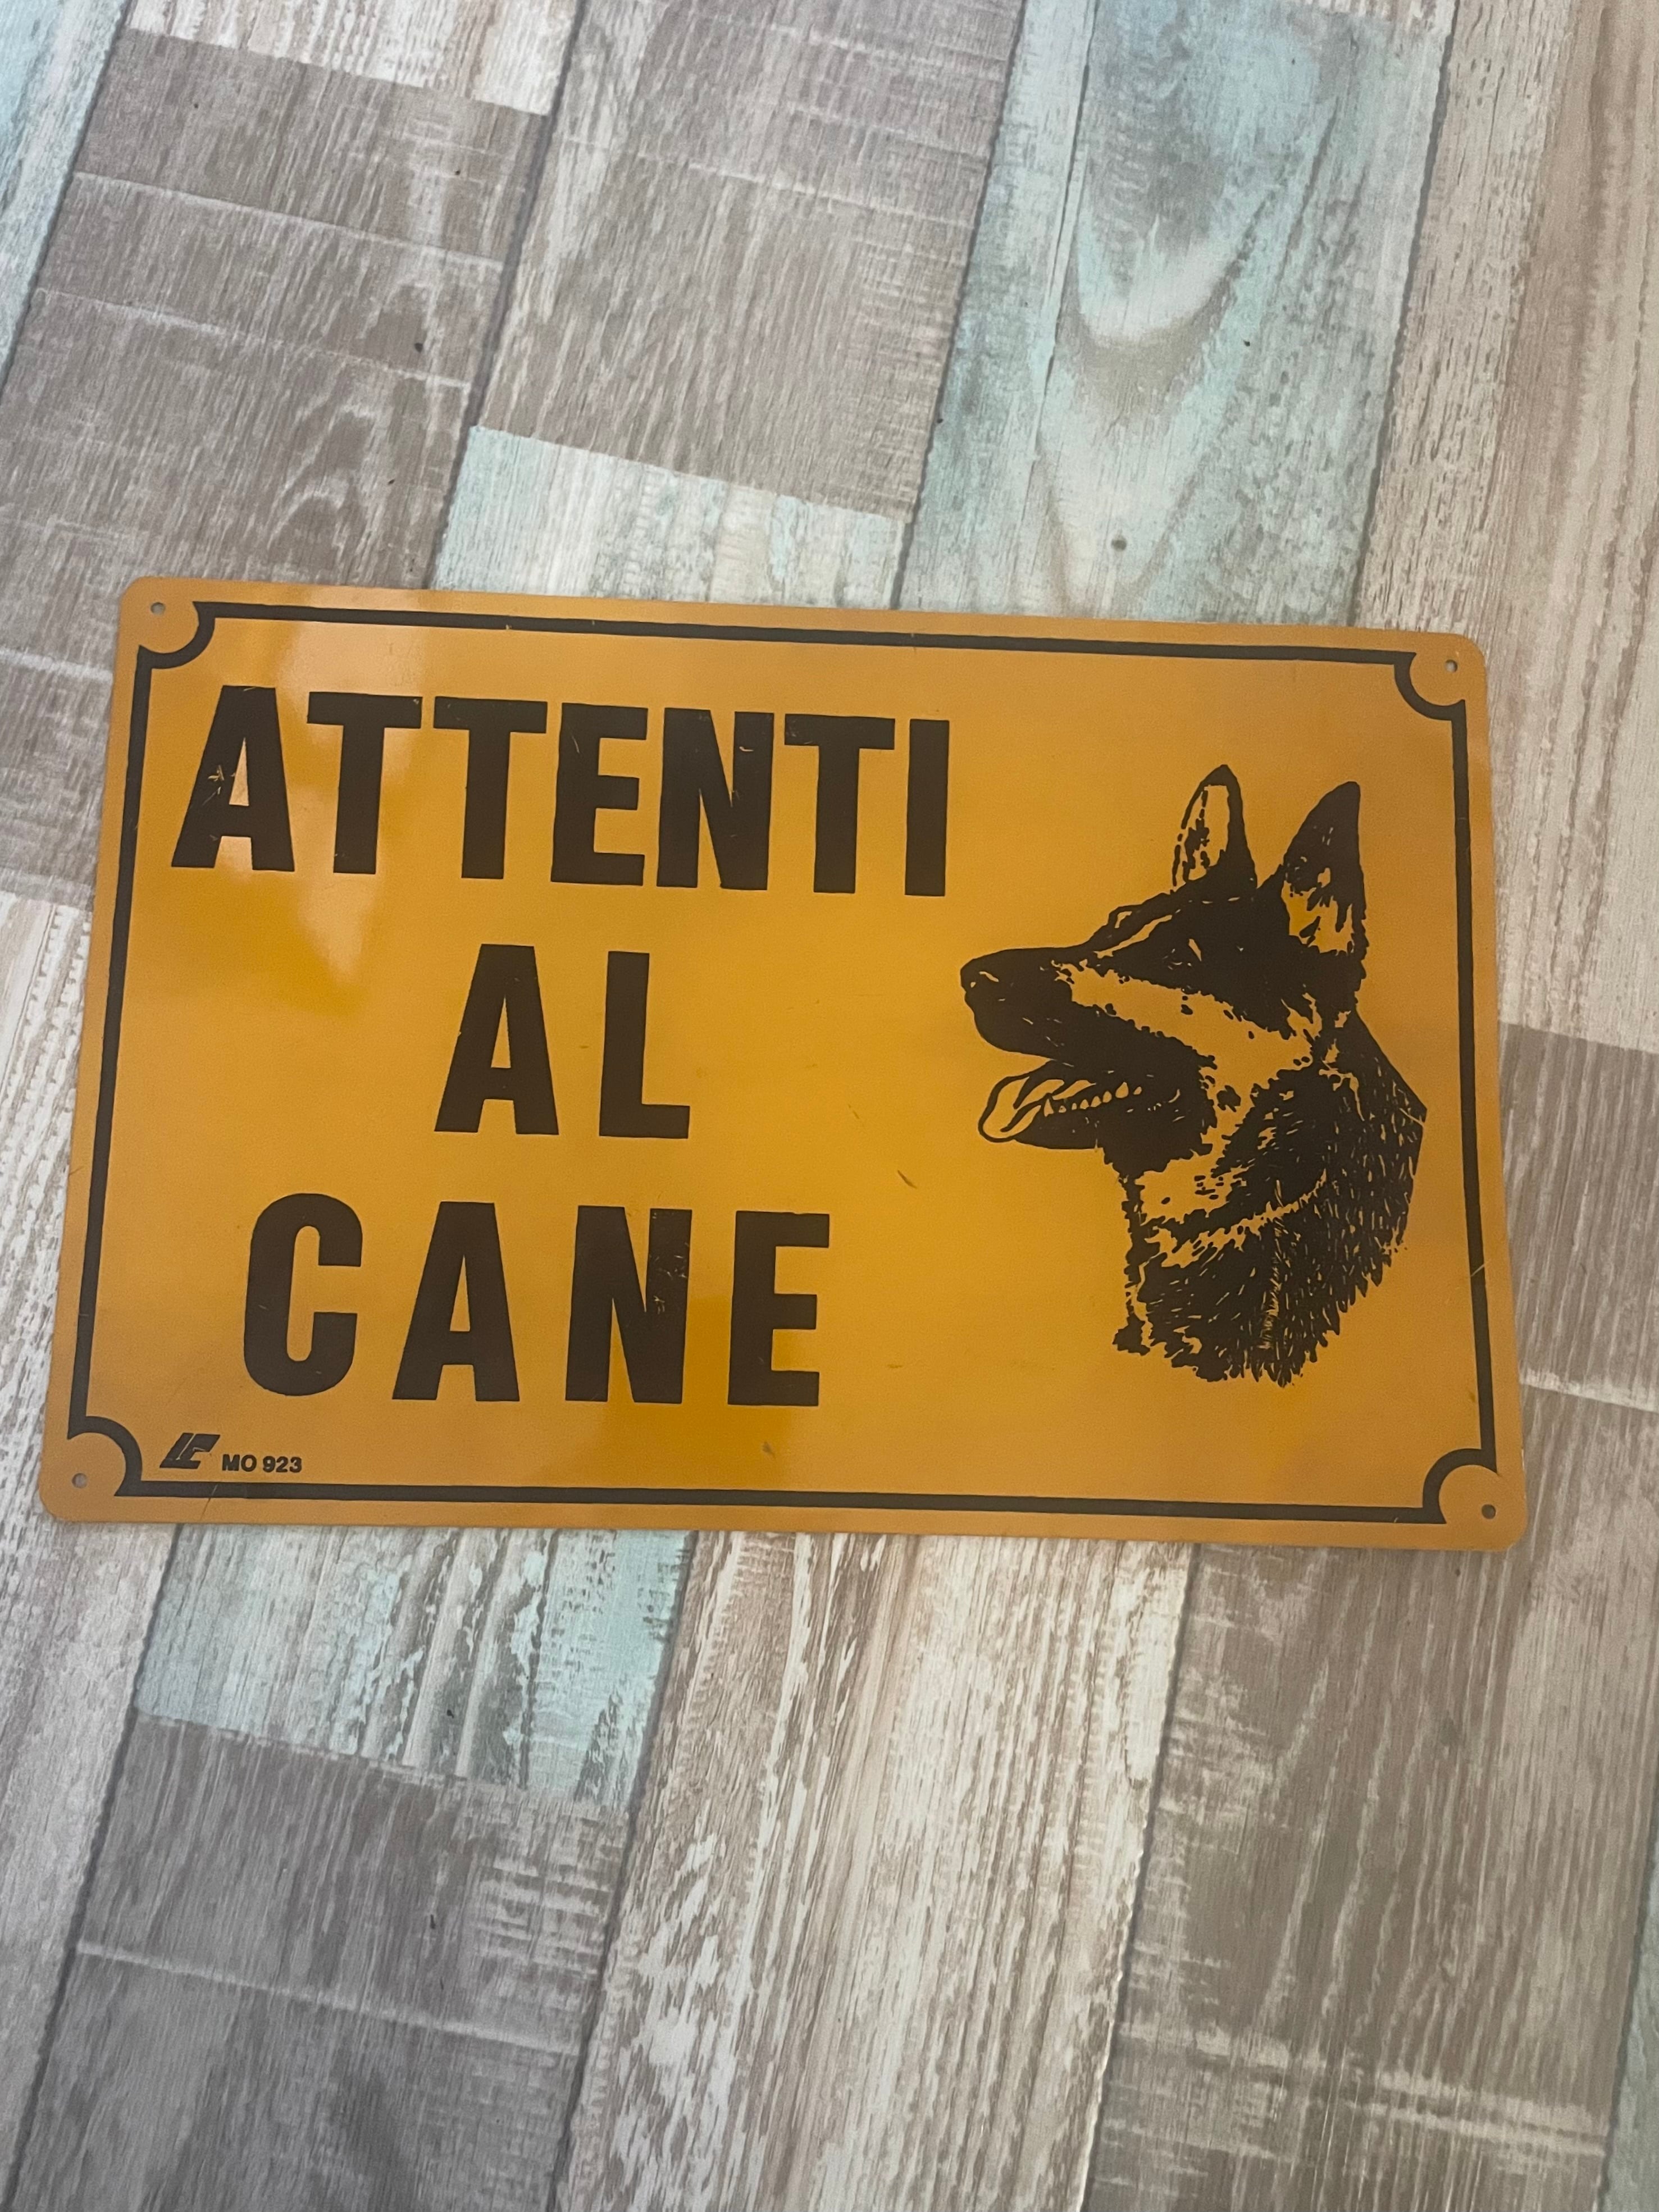 ATTENTI
AL
CANE
MO 923